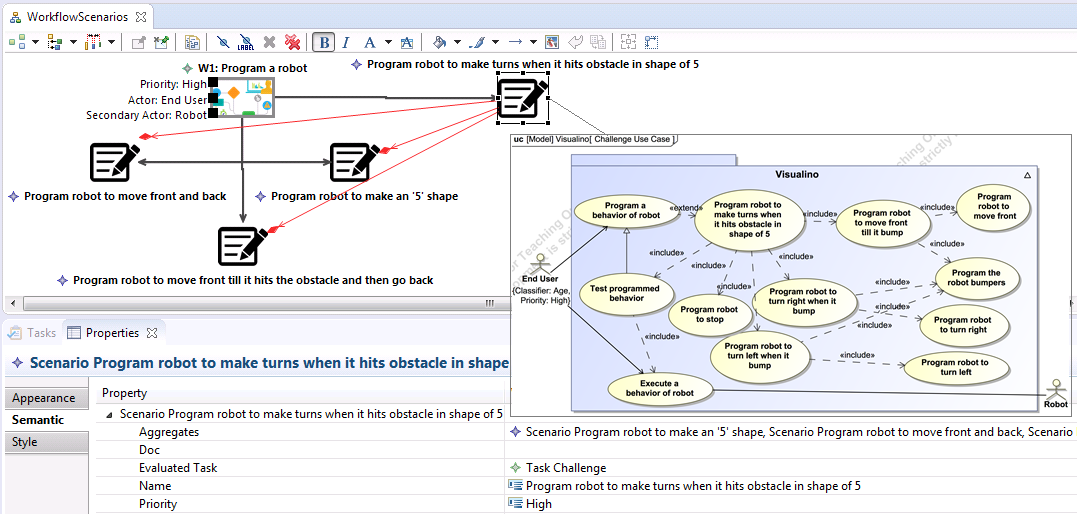 WorkflowScenarios
LABEL
B I A A
W1: Program a robot
Program robot to make turns when it hits obstacle in shape of 5
Priority: High
Actor: End User
Secondary Actor: Robot
Program robot to move front and back
Program robot to make an '5' shape
Program robot to move front till it hits the obstacle and then go back
uc [Model] Visualino[ Challenge Use Case ]
Visualino
Program a
behavior of robot
«extend»
Program robot to
make turns when
it hits obstacle in
shape of 5
«include»
Program robot
to move front
till it bump
«include»
Program
robot to
move front
«include»
«include»
«include»
End User
{Classifier: Age,
Priority: High}
Test programmed
behavior
Program robot
to stop
Program robot to
turn right when it
bump
«include»
Program the
robot bumpers
«include»
Program robot
to turn right
«include»
Program robot to
turn left when it
bump
«include»
Program robot to
turn left
Execute a
behavior of robot
Robot
Tasks
Properties
Scenario Program robot to make turns when it hits obstacle in shape
Appearance
Semantic
Style
Property
Scenario Program robot to make turns when it hits obstacle in shape of 5
Aggregates
Scenario Program robot to make an '5' shape, Scenario Program robot to move front and back, Scenario
Doc
Evaluated Task
Task Challenge
Name
Program robot to make turns when it hits obstacle in shape of 5
Priority
High